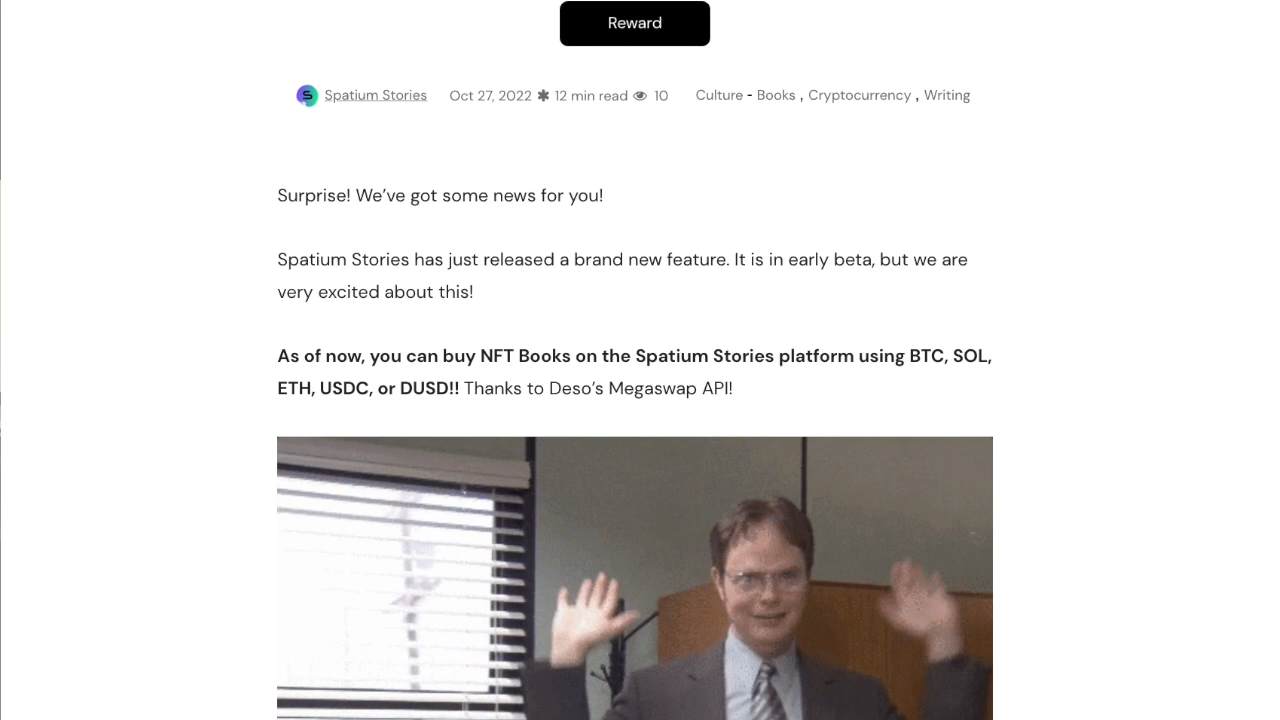 Reward
Spatium Stories Oct 27, 2022 ✱ 12 min read 10 Culture - Books , Cryptocurrency , Writing
Surprise! We’ve got some news for you!
Spatium Stories has just released a brand new feature. It is in early beta, but we are
very excited about this!
As of now, you can buy NFT Books on the Spatium Stories platform using BTC, SOL,
ETH, USDC, or DUSD!! Thanks to Deso’s Megaswap API!